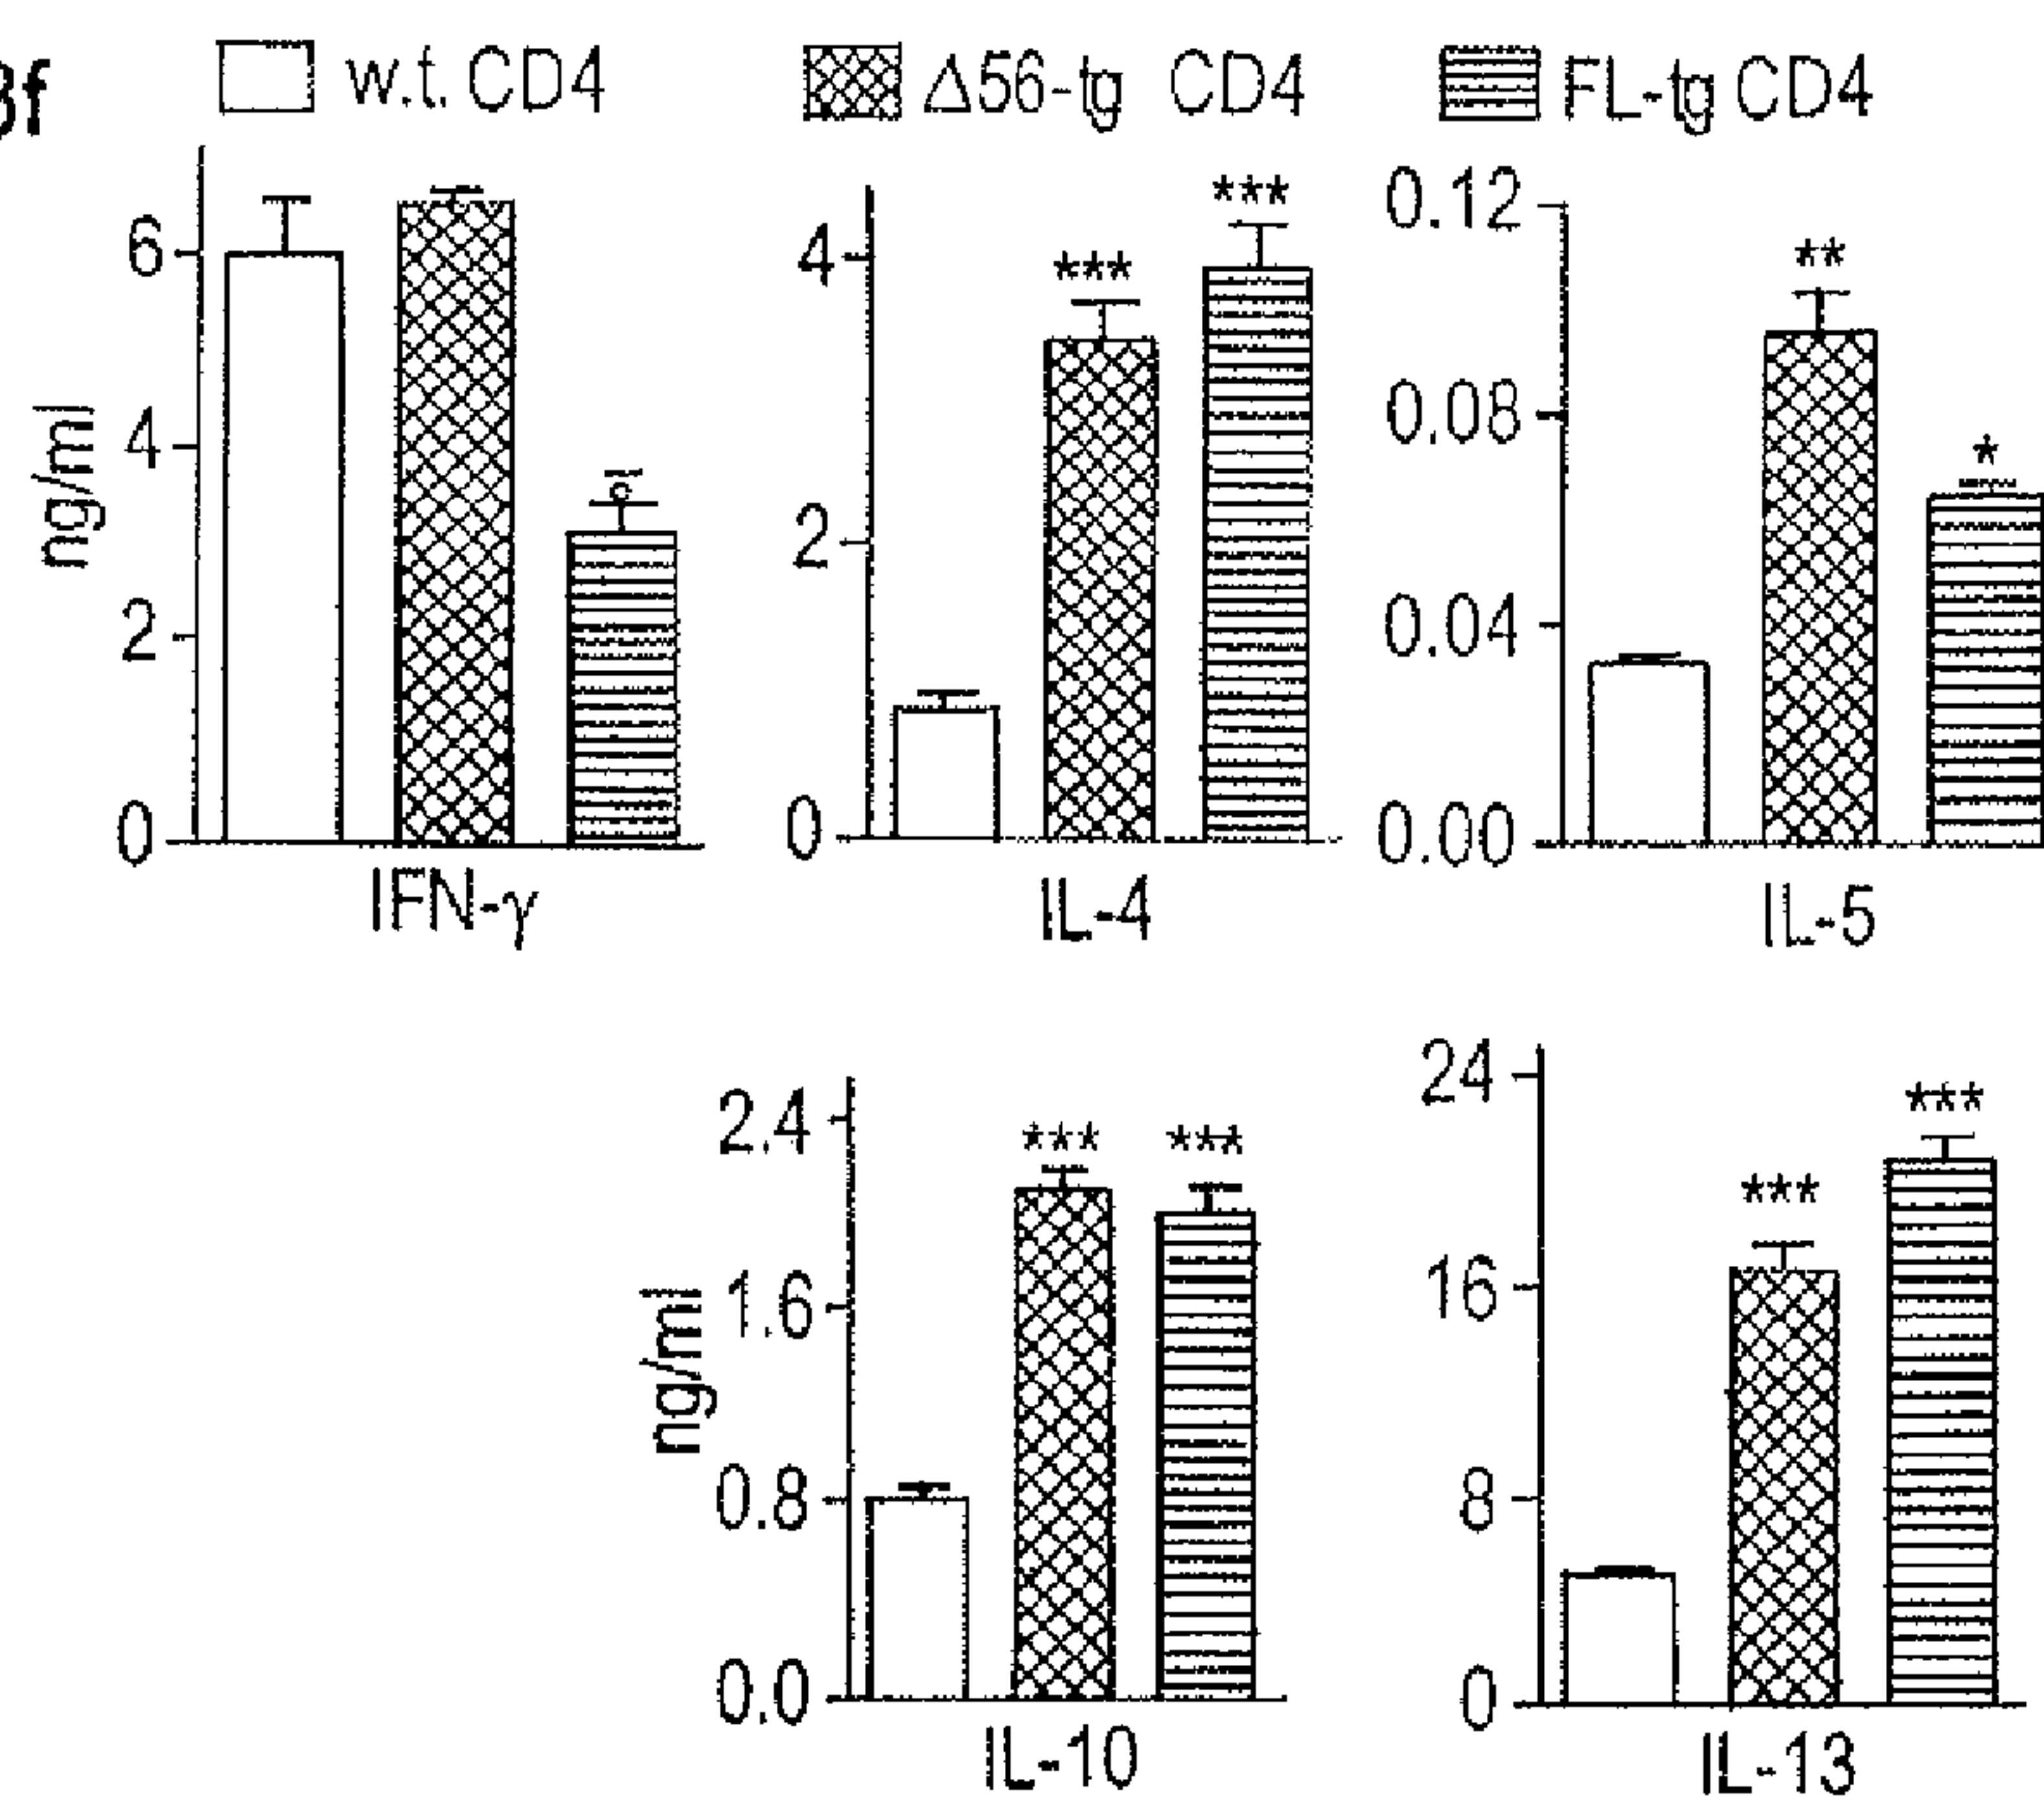 3f
w.t. CD4
Δ56-tg CD4
FL-tg CD4
ng/ml
6
4
2
0
IFN-γ
°
4
2
0
IL-4
***
***
0.12
0.08
0.04
0.00
IL-5
**
*
ng/ml
2.4
1.6
0.8
0.0
IL-10
***
***
24
16
8
0
IL-13
***
***